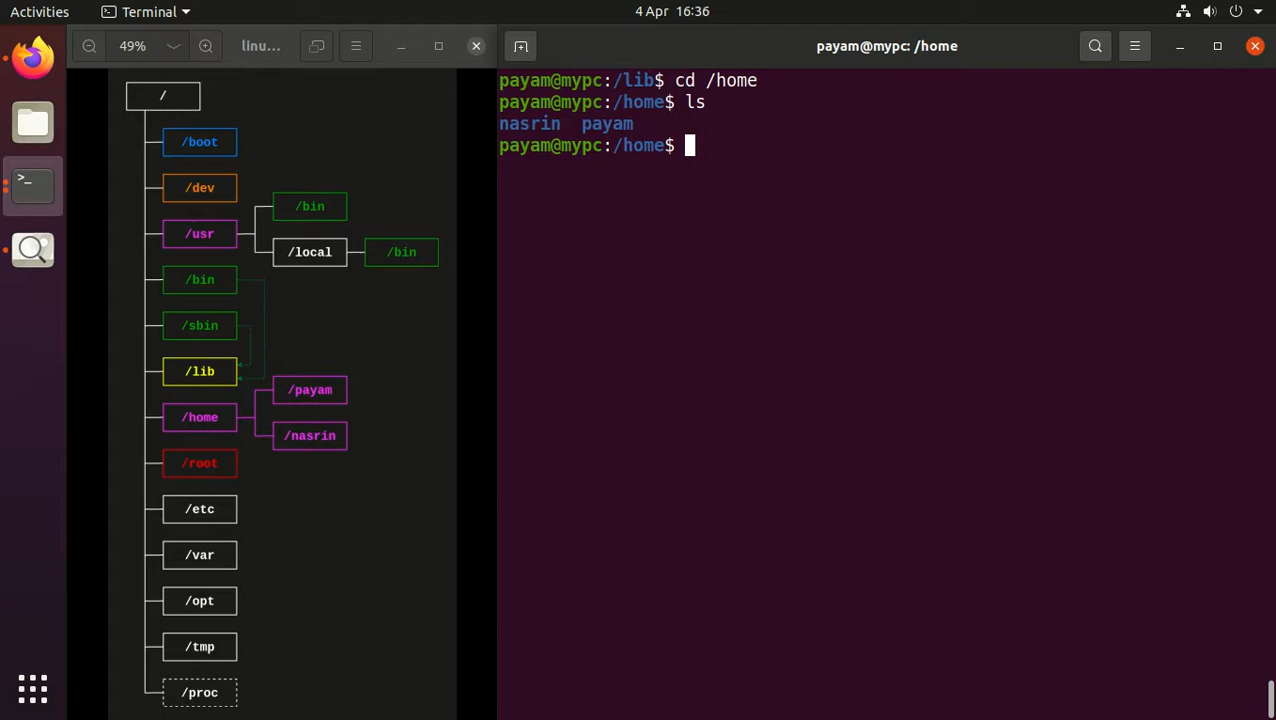 Activities
Terminal
4 Apr 16:36
49%
linu...
/
/boot
/dev
/usr
/bin
/local
/bin
/bin
/sbin
/lib
/home
/payam
/nasrin
/root
/etc
/var
/opt
/tmp
/proc
payam@mypc: /home
payam@mypc:/lib$ cd /home
payam@mypc:/home$ ls
nasrin  payam
payam@mypc:/home$